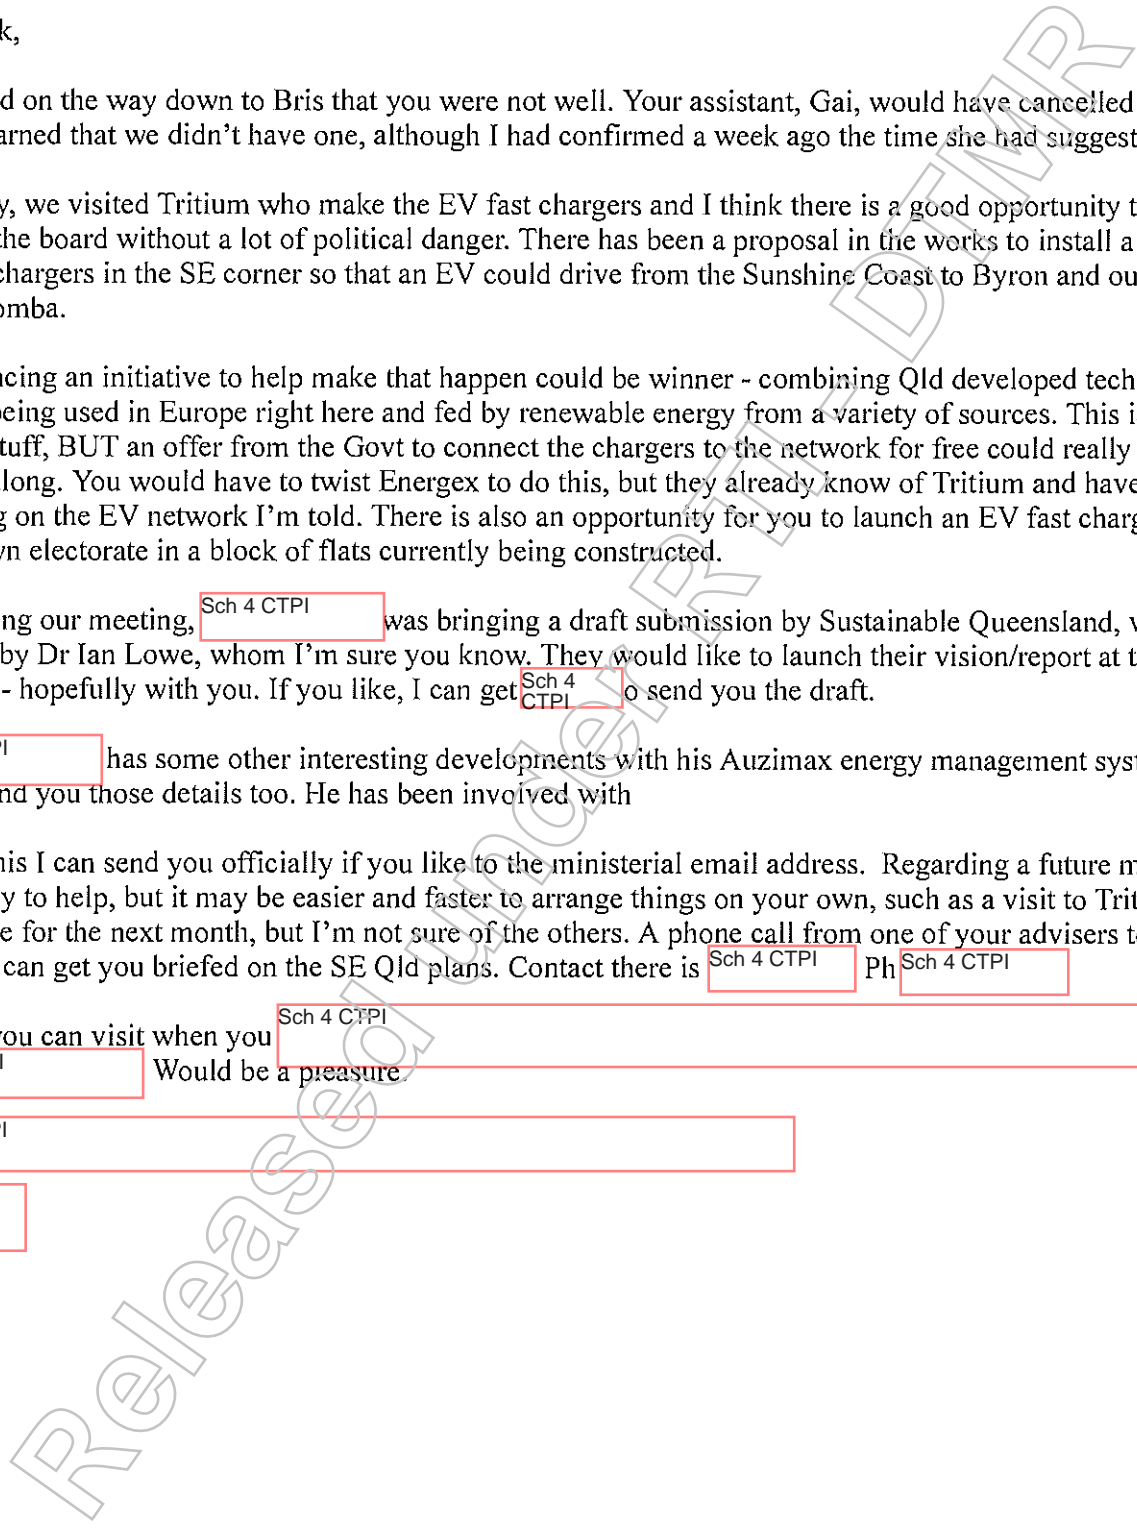 k,
d on the way down to Bris that you were not well. Your assistant, Gai, would have cancelled
arned that we didn't have one, although I had confirmed a week ago the time she had suggest
y, we visited Tritium who make the EV fast chargers and I think there is a good opportunity t
the board without a lot of political danger. There has been a proposal in the works to install a
chargers in the SE corner so that an EV could drive from the Sunshine Coast to Byron and ou
omba.
ncing an initiative to help make that happen could be winner - combining Qld developed tech
being used in Europe right here and fed by renewable energy from a variety of sources. This i
tuff, BUT an offer from the Govt to connect the chargers to the network for free could really
long. You would have to twist Energex to do this, but they already know of Tritium and have
g on the EV network I'm told. There is also an opportunity for you to launch an EV fast charg
vn electorate in a block of flats currently being constructed.
ng our meeting, Sch 4 CTPI was bringing a draft submission by Sustainable Queensland, v
by Dr Ian Lowe, whom I'm sure you know. They would like to launch their vision/report at t
- hopefully with you. If you like, I can get Sch 4 CTPI o send you the draft.
I has some other interesting developments with his Auzimax energy management syst
nd you those details too. He has been involved with
his I can send you officially if you like to the ministerial email address. Regarding a future m
y to help, but it may be easier and faster to arrange things on your own, such as a visit to Trit
e for the next month, but I'm not sure of the others. A phone call from one of your advisers t
can get you briefed on the SE Qld plans. Contact there is Sch 4 CTPI Ph Sch 4 CTPI
you can visit when you Sch 4 CTPI
I Would be a pleasure.
I
Released under RTI - DTMR